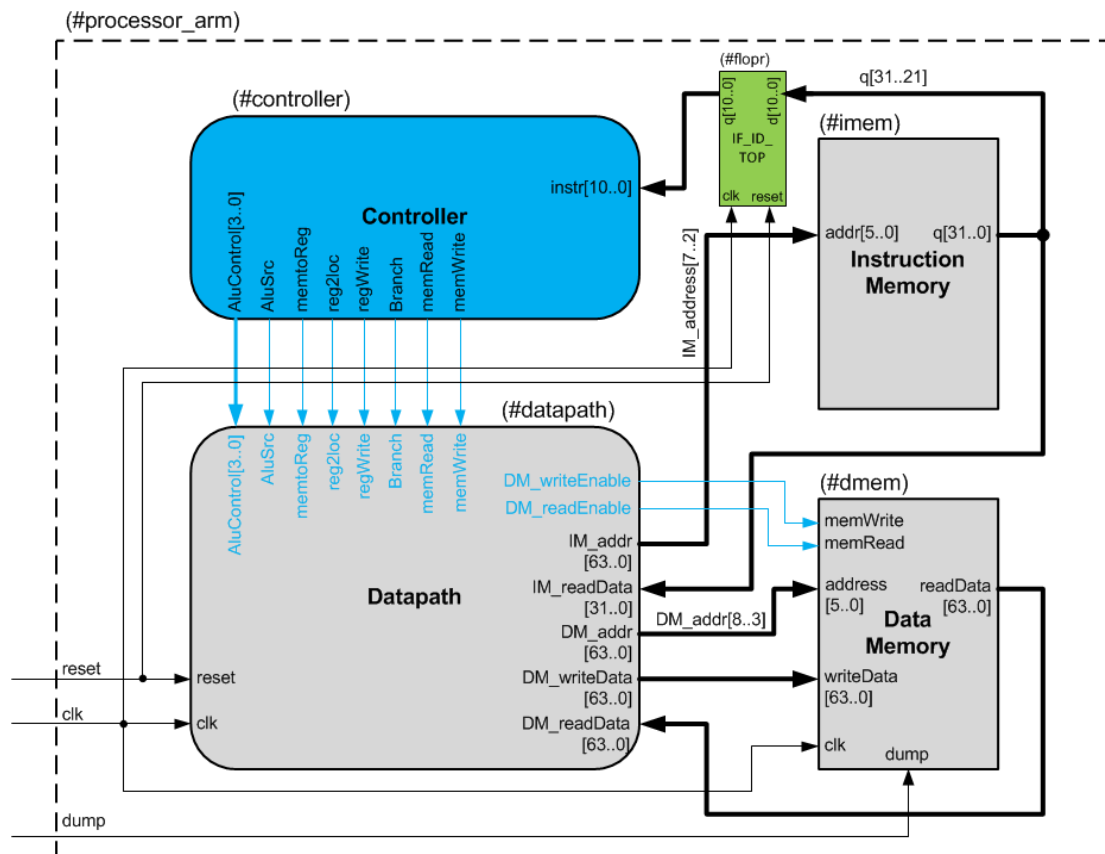 (#processor_arm)
(#flopr)
q[10..0]
d[10..0]
IF_ID_
TOP
clk
reset
q[31..21]
(#controller)
instr[10..0]
Controller
AluControl[3..0]
AluSrc
memtoReg
reg2loc
regWrite
Branch
memRead
memWrite
(#imem)
addr[5..0]
q[31..0]
Instruction
Memory
IM_address[7..2]
(#datapath)
AluControl[3..0]
AluSrc
memtoReg
reg2loc
regWrite
Branch
memRead
memWrite
DM_writeEnable
DM_readEnable
IM_addr
[63..0]
IM_readData
[31..0]
DM_addr
[63..0]
DM_writeData
[63..0]
DM_readData
[63..0]
Datapath
reset
clk
DM_addr[8..3]
(#dmem)
memWrite
memRead
address
[5..0]
readData
[63..0]
Data
Memory
writeData
[63..0]
clk
dump
reset
clk
dump